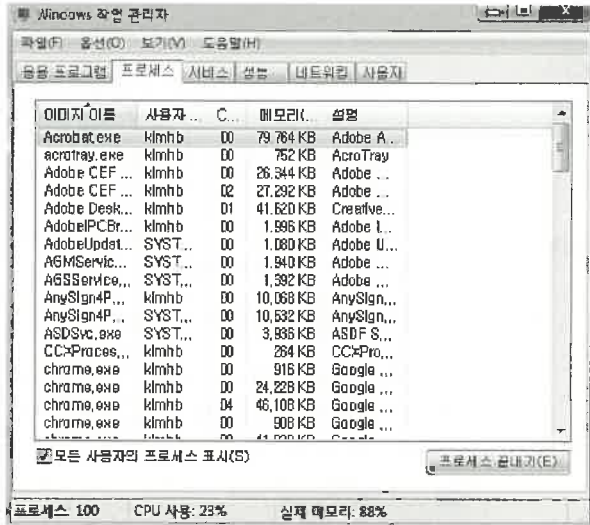 Windows 작업 관리자
파일(F) 옵션(O) 보기(V) 도움말(H)
응용 프로그램 프로세스 서비스 성능 네트워킹 사용자
이미지 이름 사용자 ... C... 메모리(... 설명
Acrobat.exe klmhb 00 79,764 KB Adobe A...
acrotray.exe klmhb 00 752 KB AcroTray
Adobe CEF ... klmhb 00 26,344 KB Adobe ...
Adobe CEF ... klmhb 02 27,292 KB Adobe ...
Adobe Desk... klmhb 01 41,620 KB Creative...
AdobeIPCBr... klmhb 00 1,996 KB Adobe I...
AdobeUpdat... SYST... 00 1,080 KB Adobe U...
AGMServic... SYST... 00 1,940 KB Adobe ...
AGSService,... SYST... 00 1,392 KB Adobe ...
AnySign4P... klmhb 00 10,068 KB AnySign...
AnySign4P... SYST... 00 10,532 KB AnySign...
ASDSvc.exe SYST... 00 3,936 KB ASDF S...
CCXProces... klmhb 00 264 KB CCXPro...
chrome.exe klmhb 00 916 KB Google ...
chrome.exe klmhb 00 24,228 KB Google ...
chrome.exe klmhb 04 46,108 KB Google ...
chrome.exe klmhb 00 908 KB Google ...
모든 사용자의 프로세스 표시(S) 프로세스 끝내기(E)
프로세스: 100 CPU 사용: 23% 실제 메모리: 88%